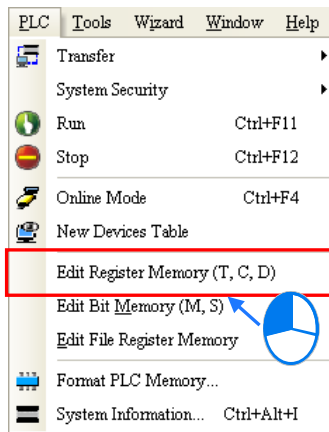 PLC Tools Wizard Window Help
Transfer
System Security
Run Ctrl+F11
Stop Ctrl+F12
Online Mode Ctrl+F4
New Devices Table
Edit Register Memory (T, C, D)
Edit Bit Memory (M, S)
Edit File Register Memory
Format PLC Memory...
System Information... Ctrl+Alt+I